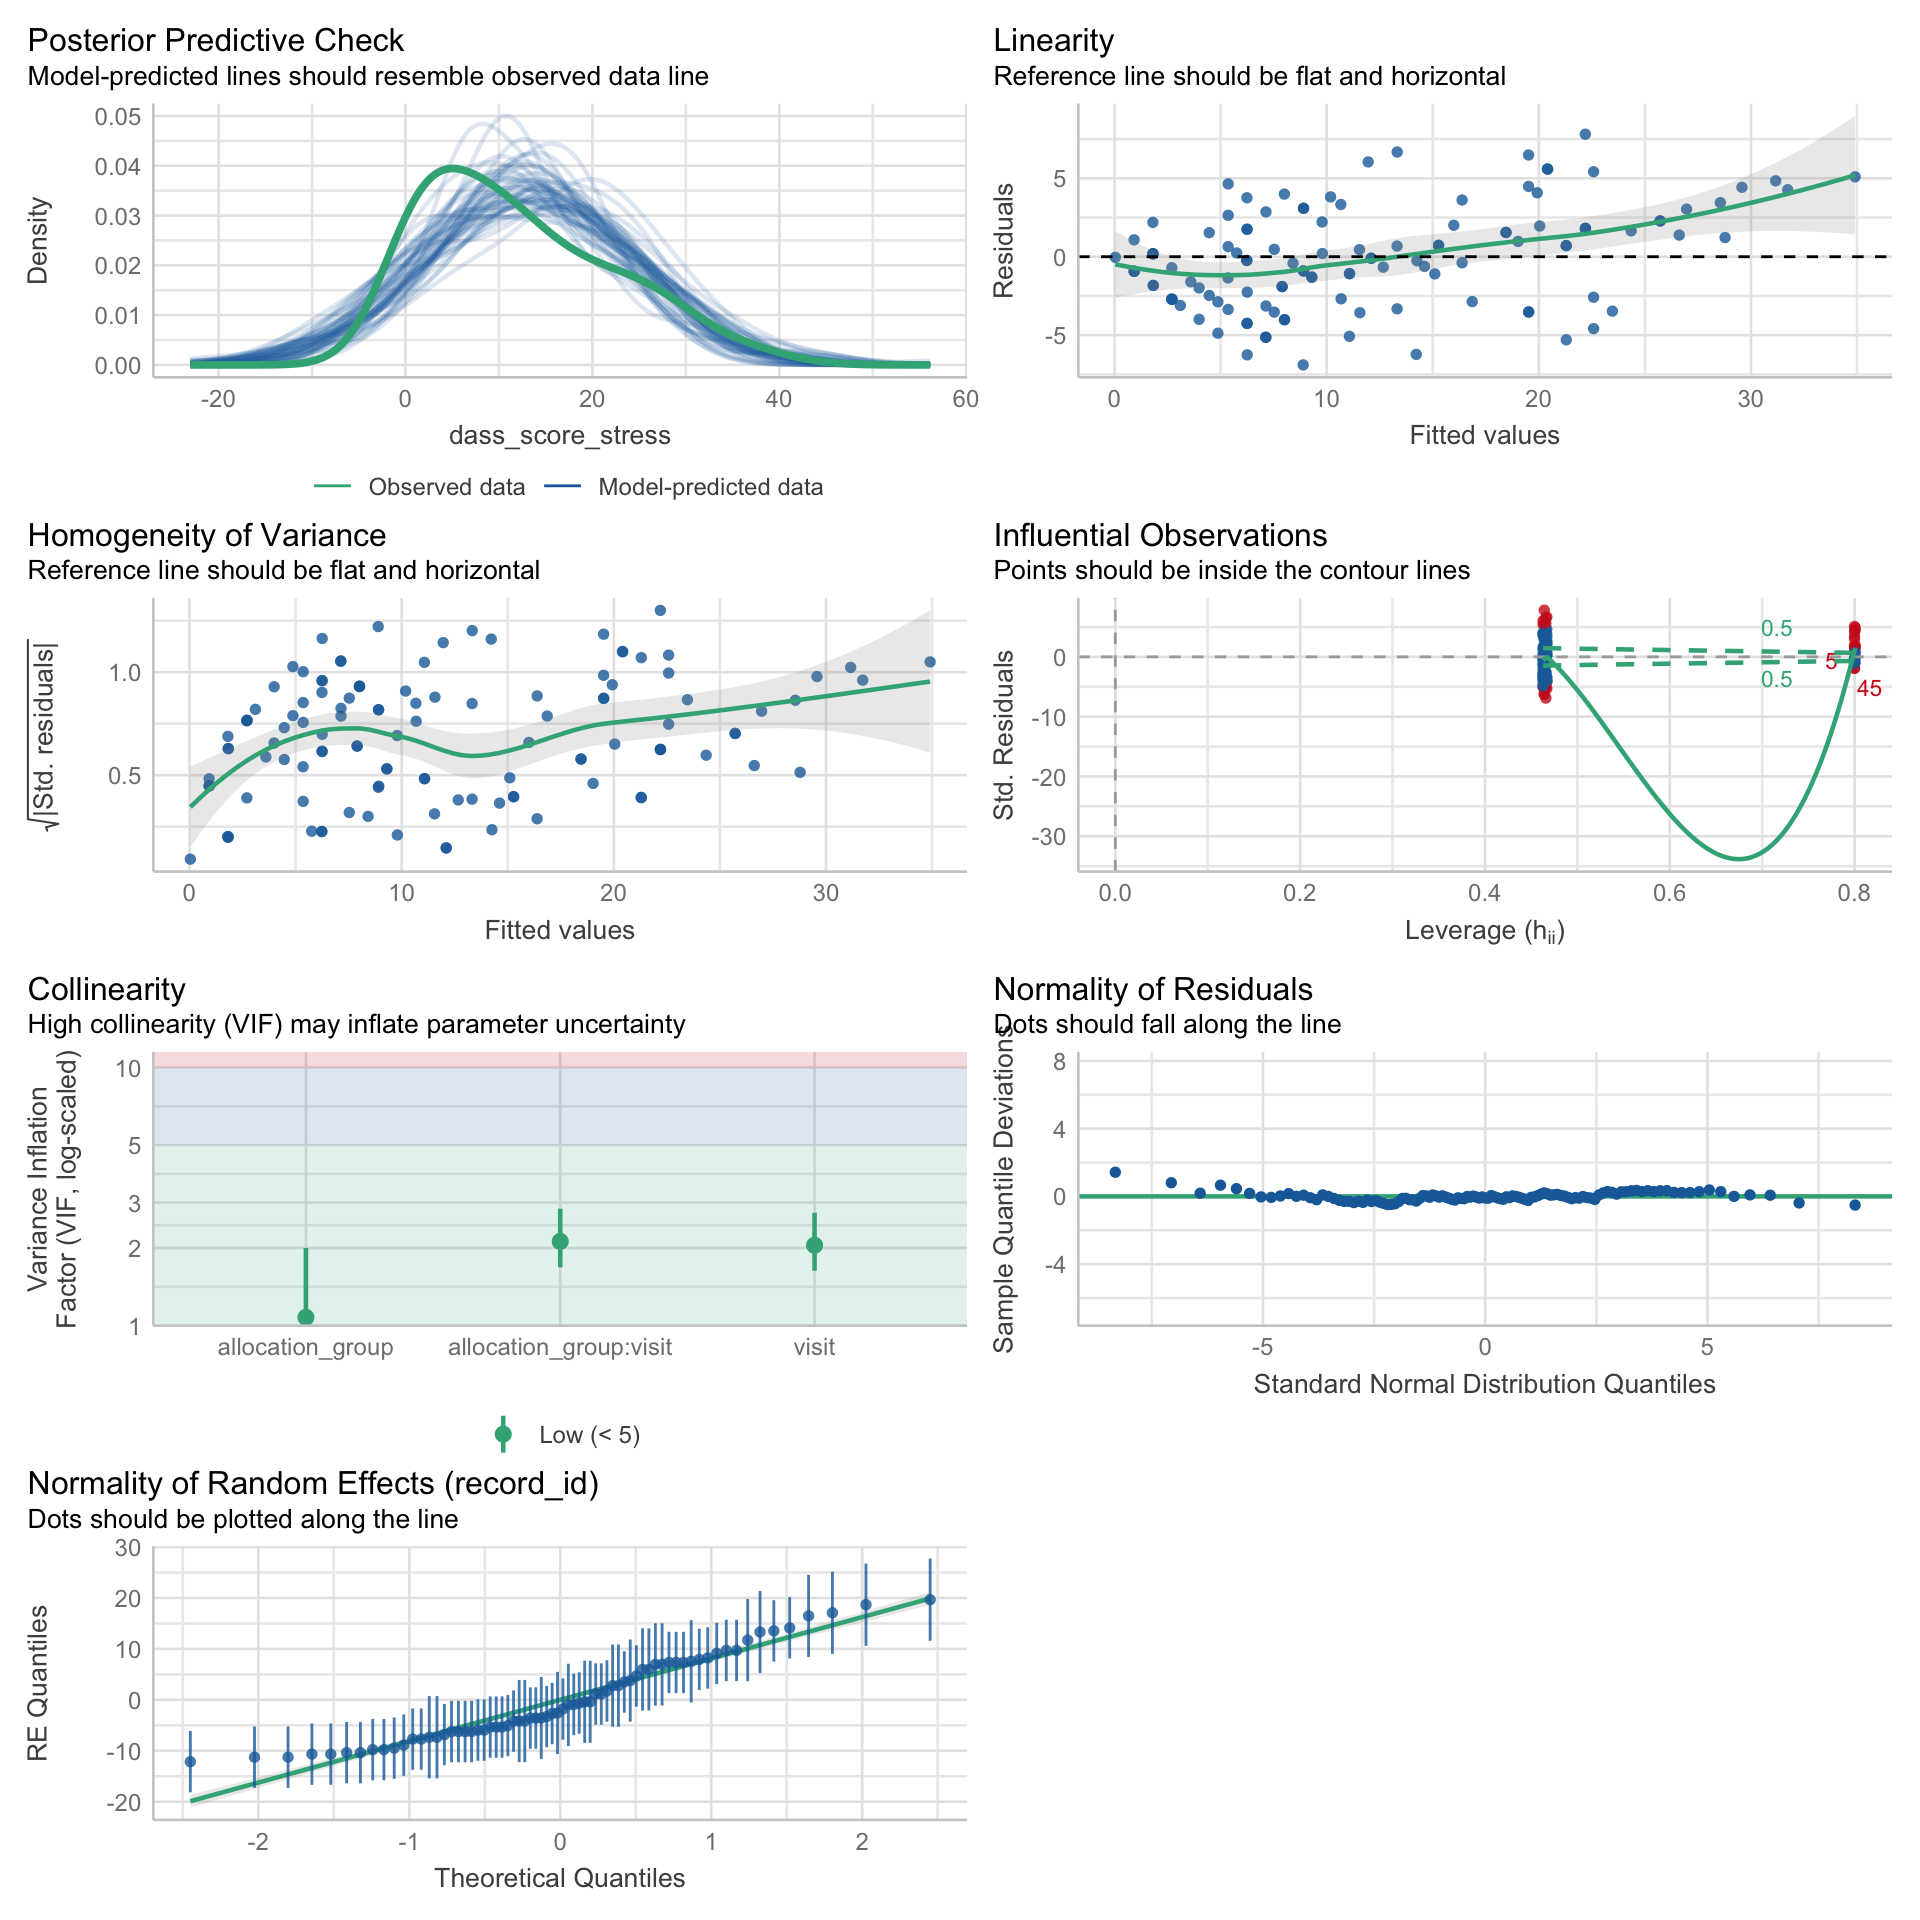 Posterior Predictive Check
Model-predicted lines should resemble observed data line
Density
0.05
0.04
0.03
0.02
0.01
0.00
-20
0
20
40
60
dass_score_stress
Observed data
Model-predicted data
Linearity
Reference line should be flat and horizontal
Residuals
5
0
-5
0
10
20
30
Fitted values
Homogeneity of Variance
Reference line should be flat and horizontal
√|Std. residuals|
1.0
0.5
0
10
20
30
Fitted values
Influential Observations
Points should be inside the contour lines
Std. Residuals
0
-10
-20
-30
0.5
5
0.5
45
0.0
0.2
0.4
0.6
0.8
Leverage (hii)
Collinearity
High collinearity (VIF) may inflate parameter uncertainty
Variance Inflation
Factor (VIF, log-scaled)
10
5
3
2
1
allocation_group
allocation_group:visit
visit
Low (< 5)
Normality of Residuals
Dots should fall along the line
Sample Quantile Deviations
8
4
0
-4
-5
0
5
Standard Normal Distribution Quantiles
Normality of Random Effects (record_id)
Dots should be plotted along the line
RE Quantiles
30
20
10
0
-10
-20
-2
-1
0
1
2
Theoretical Quantiles